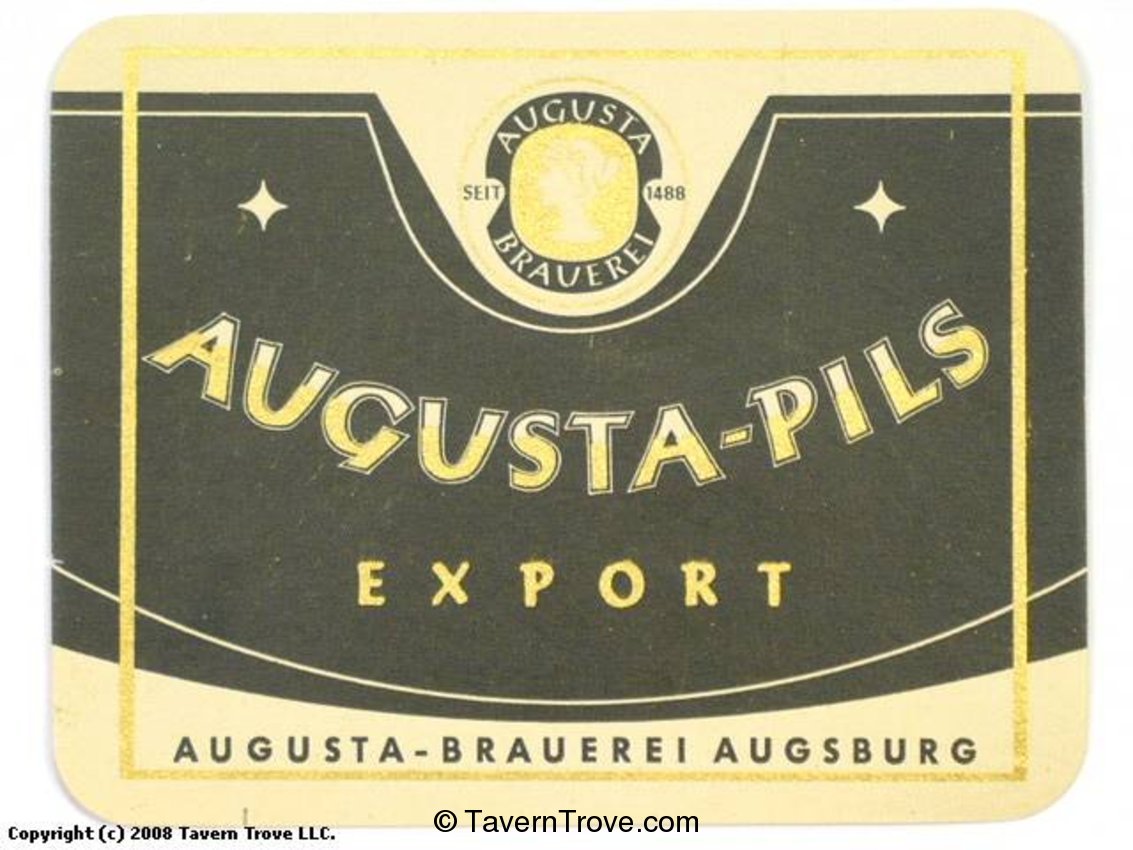 AUGUSTA
SEIT 1488
BRAUEREI
AUGUSTA-PILS
EXPORT
AUGUSTA-BRAUEREI AUGSBURG
© TavernTrove.com
Copyright (c) 2008 Tavern Trove LLC.